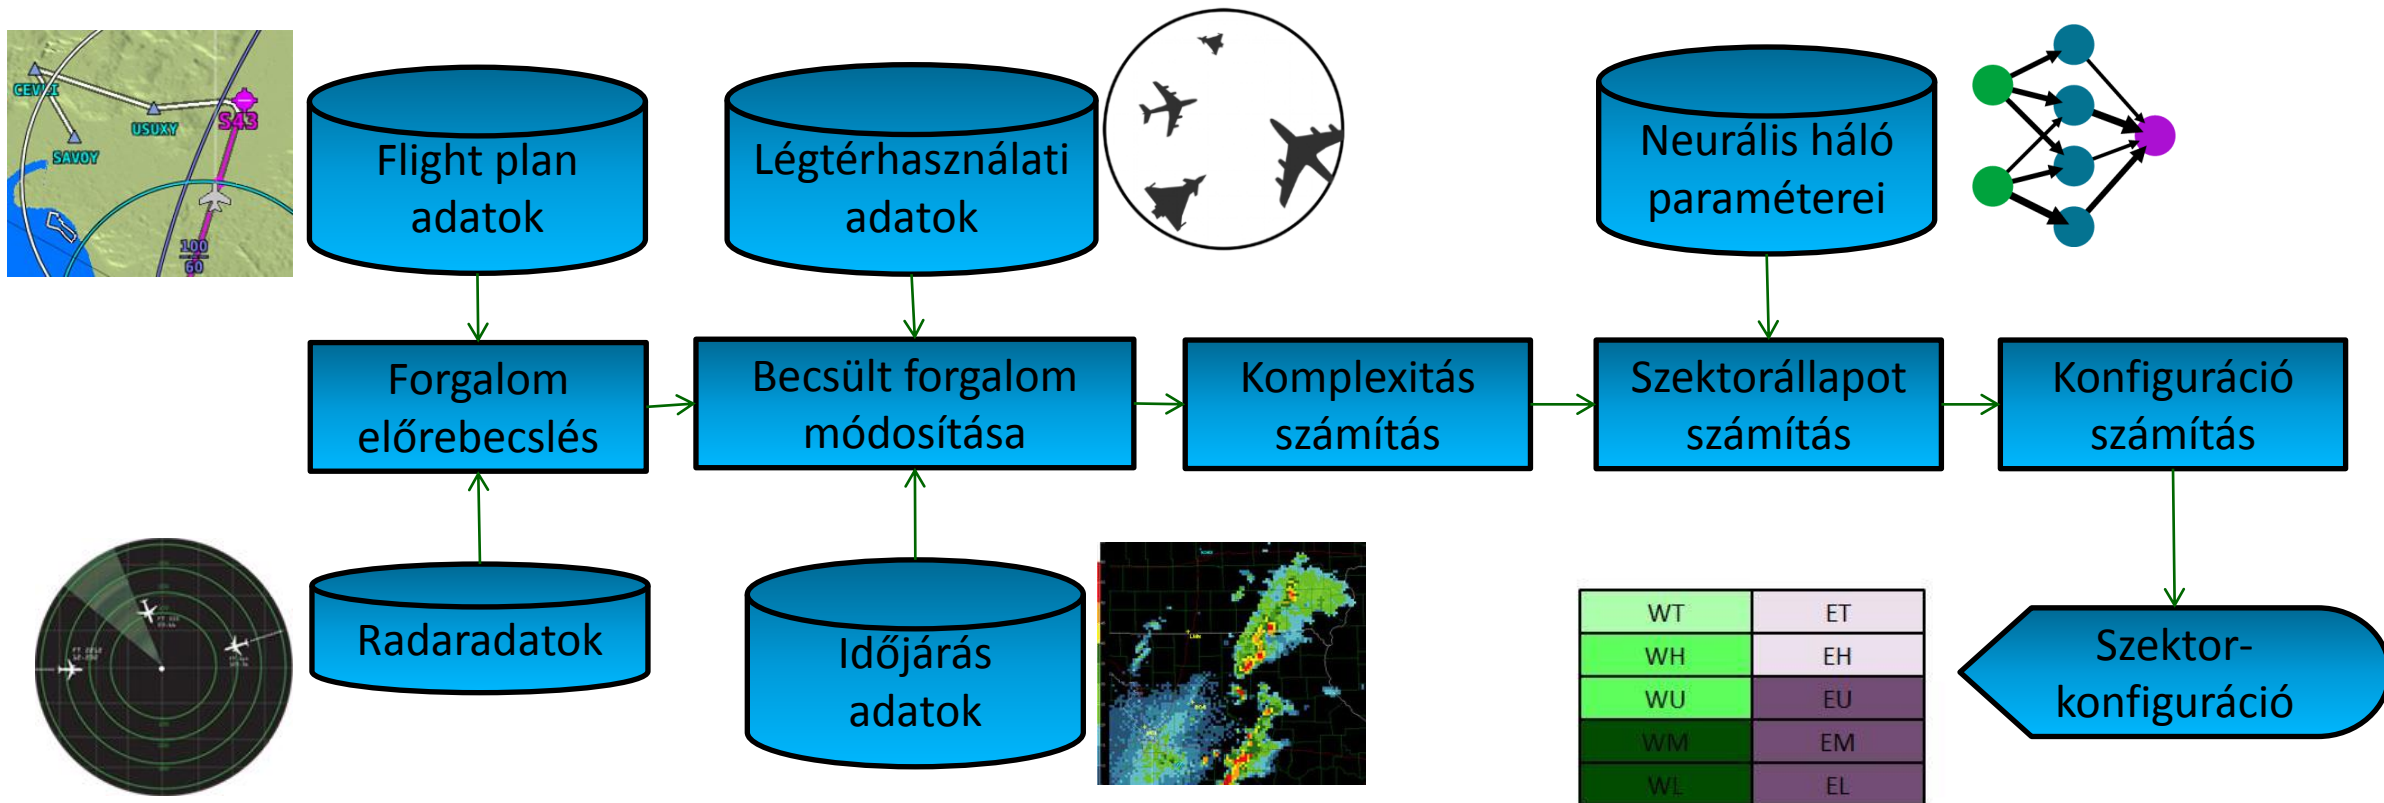 CEVLI
USUXY
S43
SAVOY
100
60
Flight plan
adatok
Légtérhasználati
adatok
Neurális háló
paraméterei
Forgalom
előrebecslés
Becsült forgalom
módosítása
Komplexitás
számítás
Szektorállapot
számítás
Konfiguráció
számítás
Radaradatok
Időjárás
adatok
WT ET
WH EH
WU EU
WM EM
WL EL
Szektor-
konfiguráció